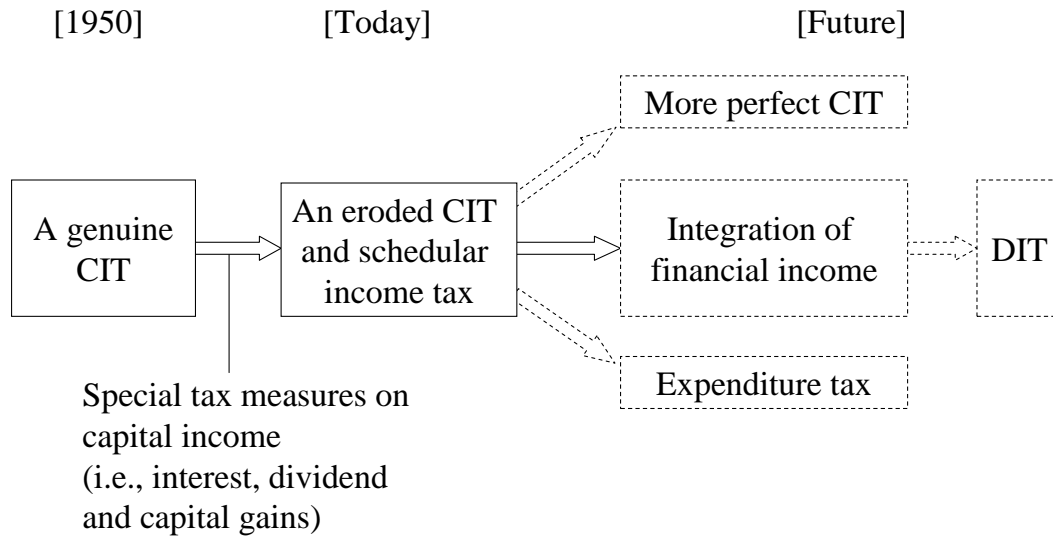 [1950]
[Today]
[Future]
More perfect CIT
A genuine
CIT
An eroded CIT
and schedular
income tax
Integration of
financial income
DIT
Expenditure tax
Special tax measures on
capital income
(i.e., interest, dividend
and capital gains)